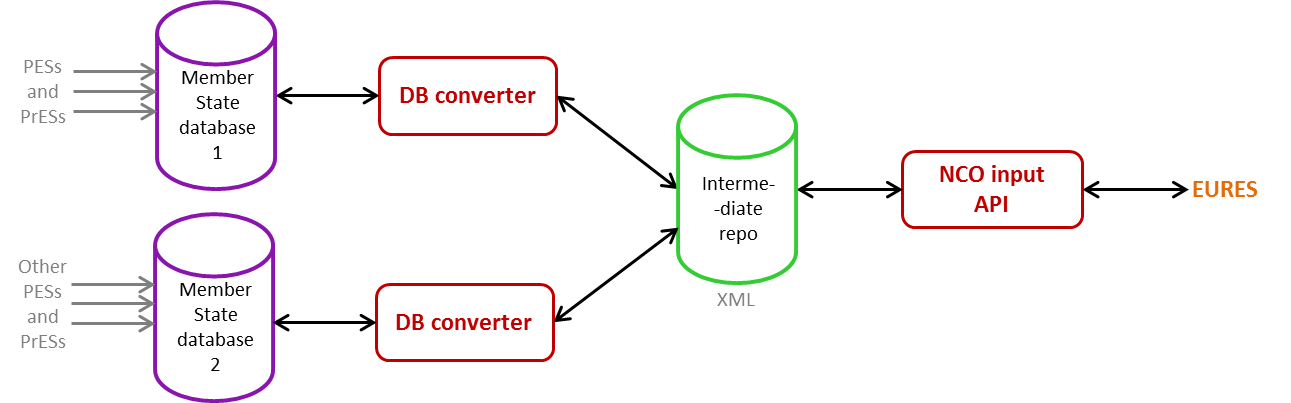 PESs
and
PrESs
Member
State
database
1
DB converter
Other
PESs
and
PrESs
Member
State
database
2
DB converter
Interme-
-diate
repo
XML
NCO input
API
EURES